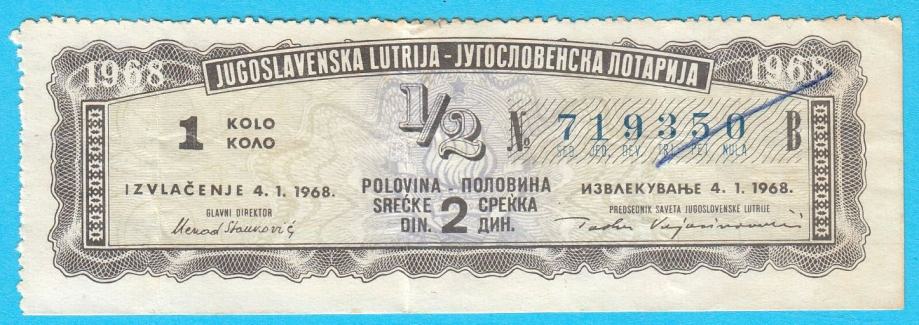 1968
JUGOSLAVENSKA LUTRIJA - ЈУГОСЛОВЕНСКА ЛОТАРИЈА
1968
1 KOLO
КОЛО
1/2
№ 719350 B
SED. JED. DEV. TRI PET NULA
IZVLAČENJE 4. 1. 1968.
POLOVINA - ПОЛОВИНА
SREĆKE СРЕЌКА
DIN. 2 ДИН.
ИЗВЛЕКУВАЊЕ 4. 1. 1968.
GLAVNI DIREKTOR
PREDSEDNIK SAVETA JUGOSLOVENSKE LUTRIJE